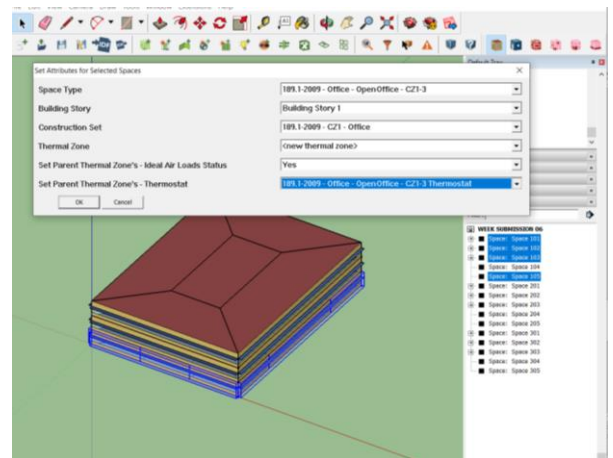 Set Attributes for Selected Spaces
Space Type
189.1-2009 - Office - OpenOffice - CZ1-3
Building Story
Building Story 1
Construction Set
189.1-2009 - CZ1 - Office
Thermal Zone
<new thermal zone>
Set Parent Thermal Zone's - Ideal Air Loads Status
Yes
Set Parent Thermal Zone's - Thermostat
189.1-2009 - Office - OpenOffice - CZ1-3 Thermostat
OK
Cancel
WEEK SUBMISSION 06
Space: Space 101
Space: Space 102
Space: Space 103
Space: Space 104
Space: Space 105
Space: Space 201
Space: Space 202
Space: Space 203
Space: Space 204
Space: Space 205
Space: Space 301
Space: Space 302
Space: Space 303
Space: Space 304
Space: Space 305